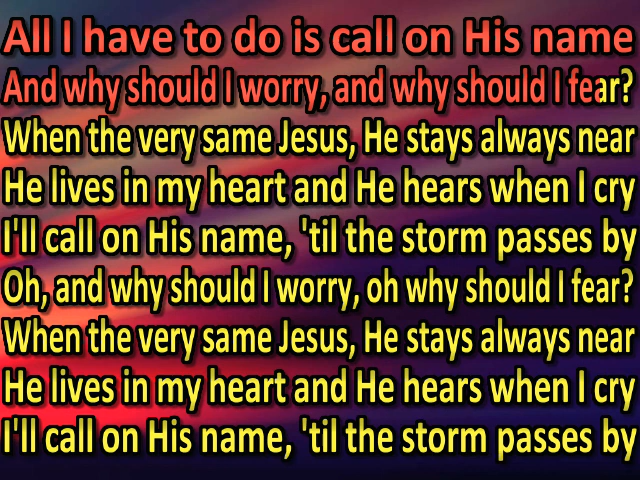 All I have to do is call on His name
And why should I worry, and why should I fear?
When the very same Jesus, He stays always near
He lives in my heart and He hears when I cry
I'll call on His name, 'til the storm passes by
Oh, and why should I worry, oh why should I fear?
When the very same Jesus, He stays always near
He lives in my heart and He hears when I cry
I'll call on His name, 'til the storm passes by